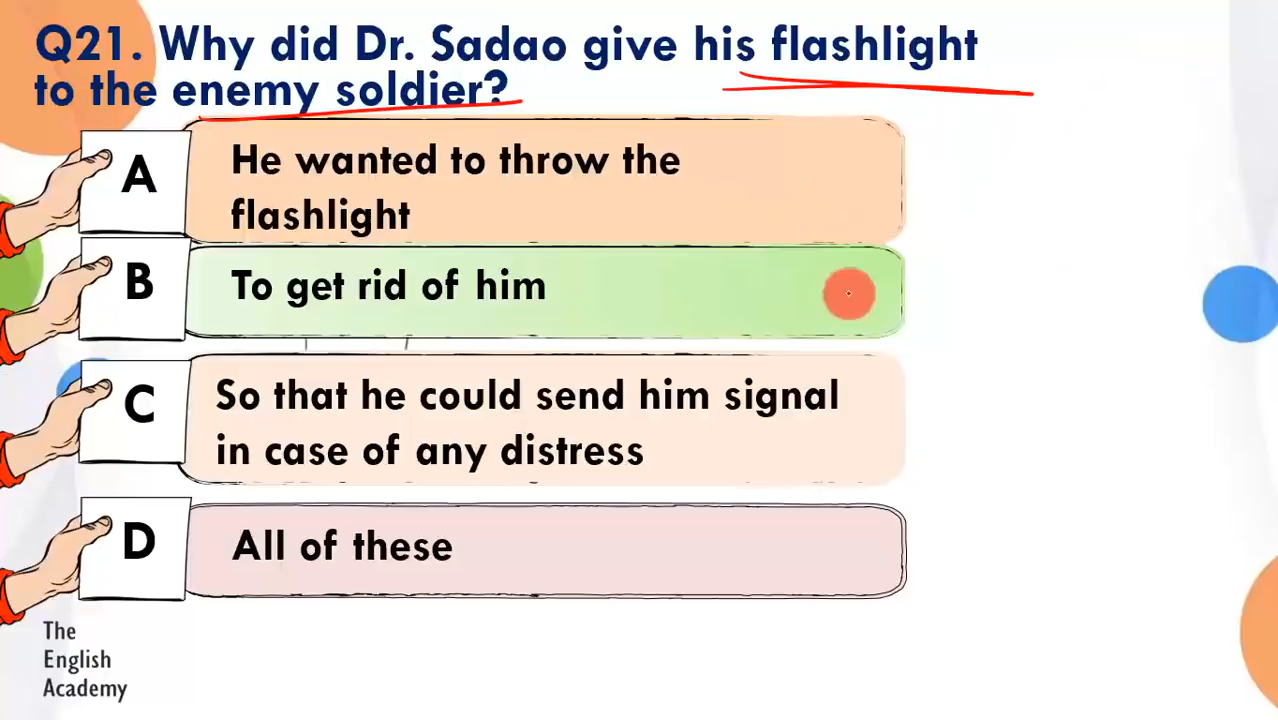 Q21. Why did Dr. Sadao give his flashlight
to the enemy soldier?
A
He wanted to throw the
flashlight
B
To get rid of him
C
So that he could send him signal
in case of any distress
D
All of these
The
English
Academy